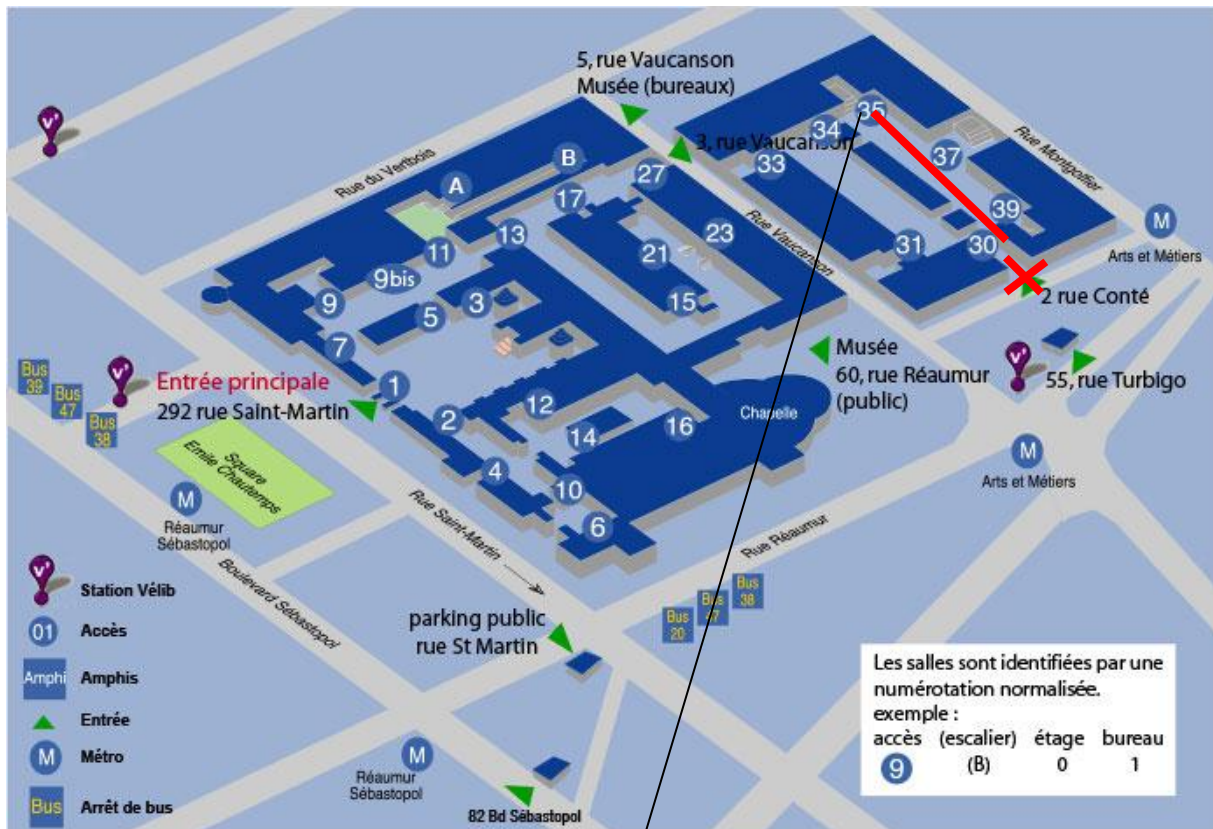 5, rue Vaucanson
Musée (bureaux)
V'
35
34
3, rue Vaucanson
37
Rue Montgolfier
33
B
Rue du Vertbois
A
27
17
39
M
Arts et Métiers
11
13
23
Rue Vaucanson
21
31
30
9bis
9
3
15
5
2 rue Conté
7
Bus
39
Bus
47
Bus
38
V'
Entrée principale
292 rue Saint-Martin
1
Musée
60, rue Réaumur
(public)
V'
55, rue Turbigo
12
2
14
16
Chapelle
Square
Emile Chautemps
4
10
6
M
Arts et Métiers
M
Réaumur
Sébastopol
Rue Saint-Martin
Rue Réaumur
Boulevard Sébastopol
Bus
20
Bus
47
Bus
38
parking public
rue St Martin
V'
Station Vélib
01
Accès
Amphi
Amphis
Entrée
M
Métro
Bus
Arrêt de bus
M
Réaumur
Sébastopol
82 Bd Sébastopol
Les salles sont identifiées par une
numérotation normalisée.
exemple :
accès (escalier) étage bureau
9 (B) 0 1